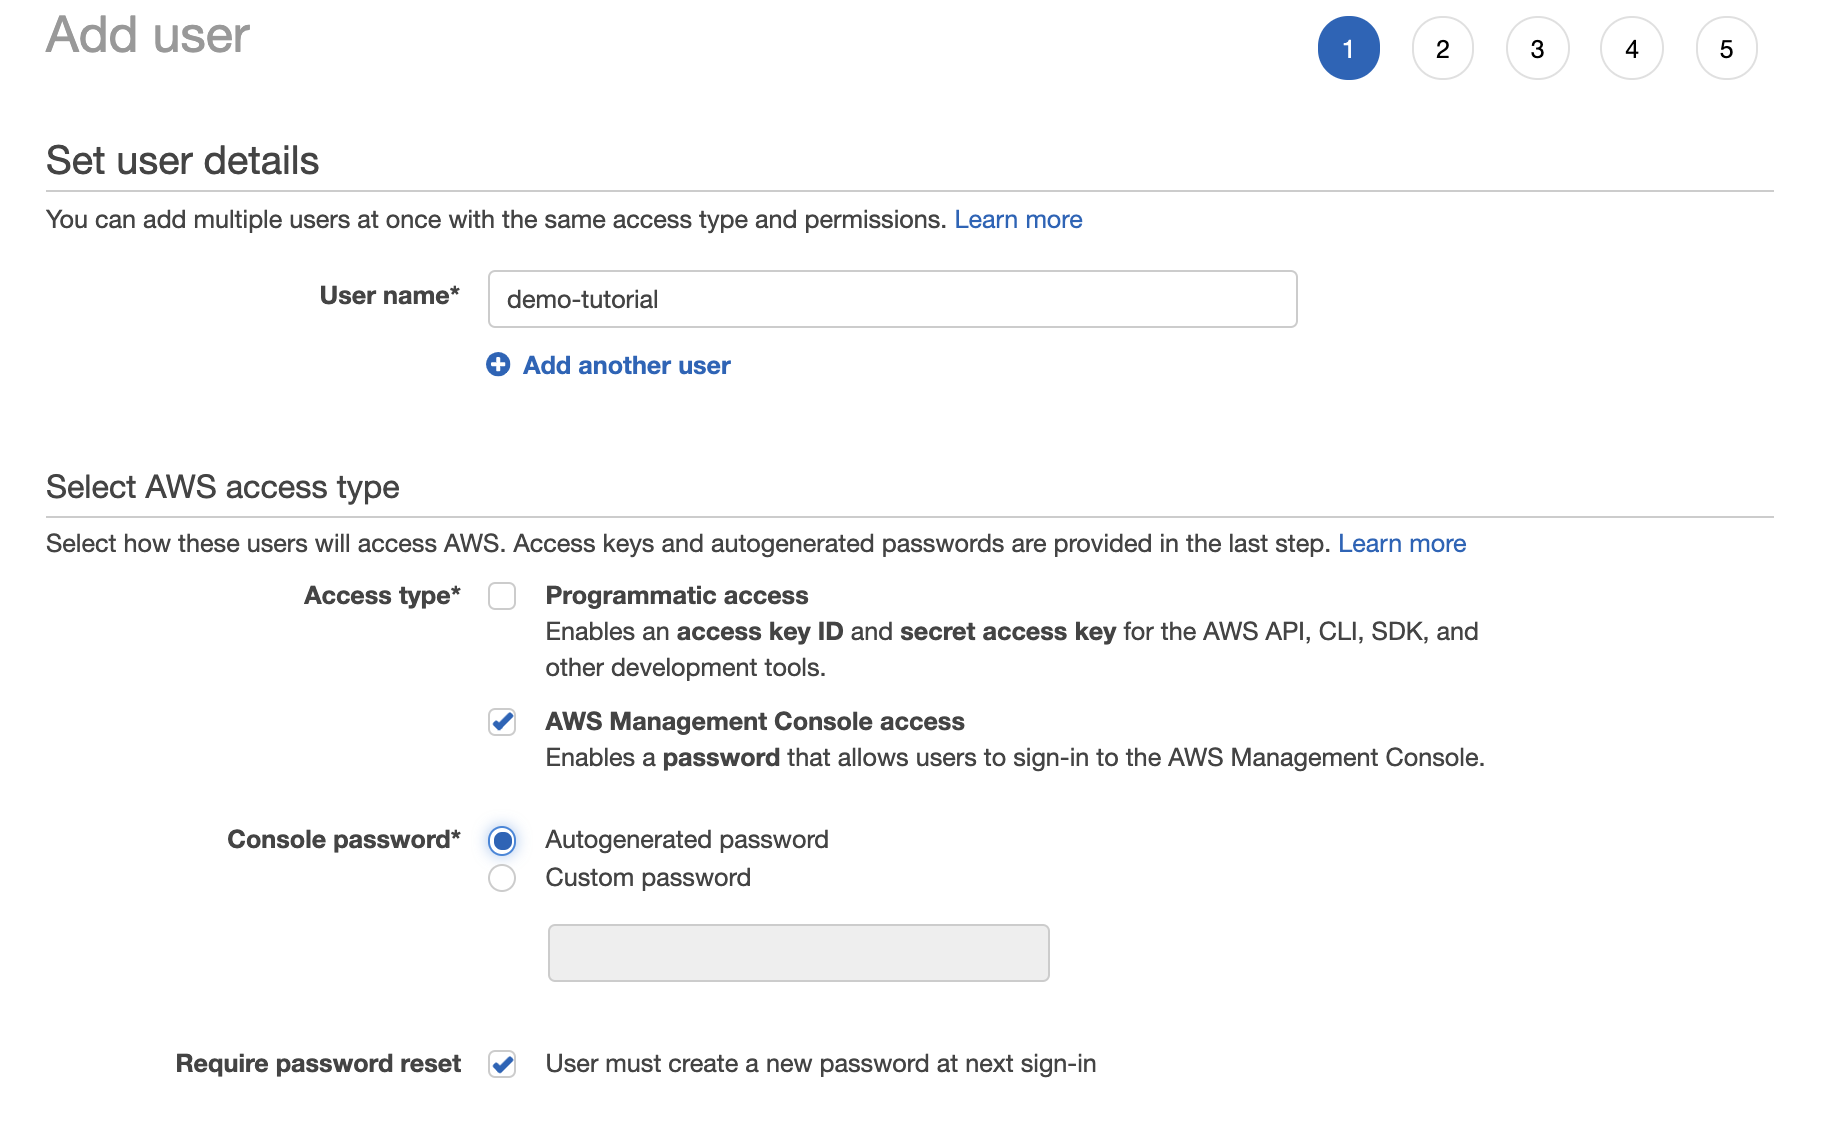 Add user
1 2 3 4 5
Set user details
You can add multiple users at once with the same access type and permissions. Learn more
User name* demo-tutorial
Add another user
Select AWS access type
Select how these users will access AWS. Access keys and autogenerated passwords are provided in the last step. Learn more
Access type* Programmatic access
Enables an access key ID and secret access key for the AWS API, CLI, SDK, and
other development tools.
AWS Management Console access
Enables a password that allows users to sign-in to the AWS Management Console.
Console password* Autogenerated password
Custom password
Require password reset User must create a new password at next sign-in